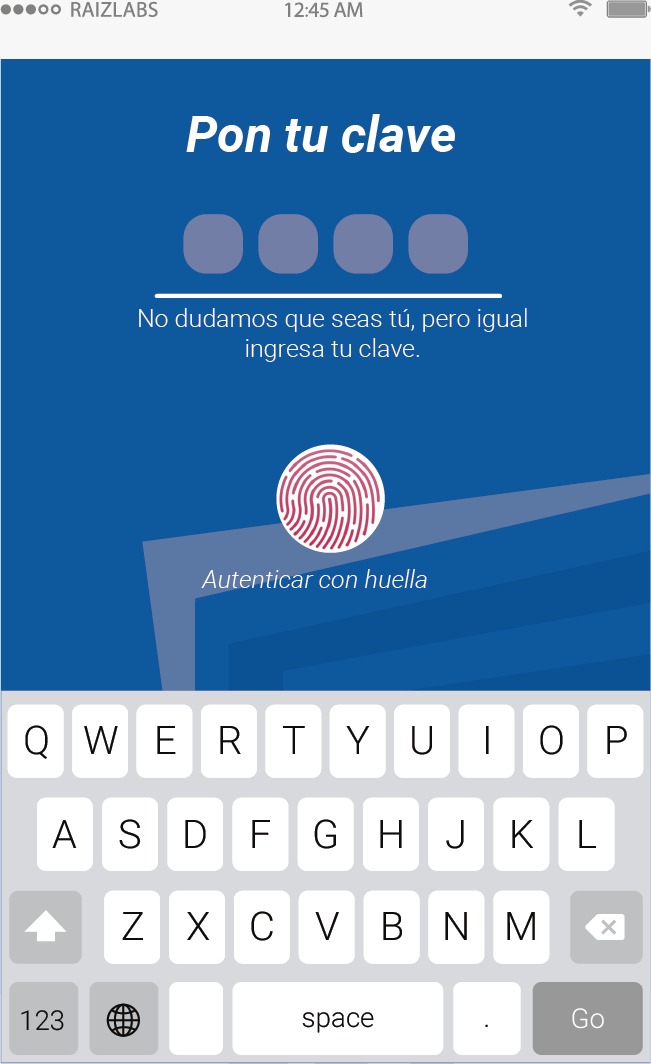 RAIZLABS 12:45 AM
Pon tu clave
No dudamos que seas tú, pero igual
ingresa tu clave.
Autenticar con huella
Q W E R T Y U I O P
A S D F G H J K L
Z X C V B N M
123 space . Go